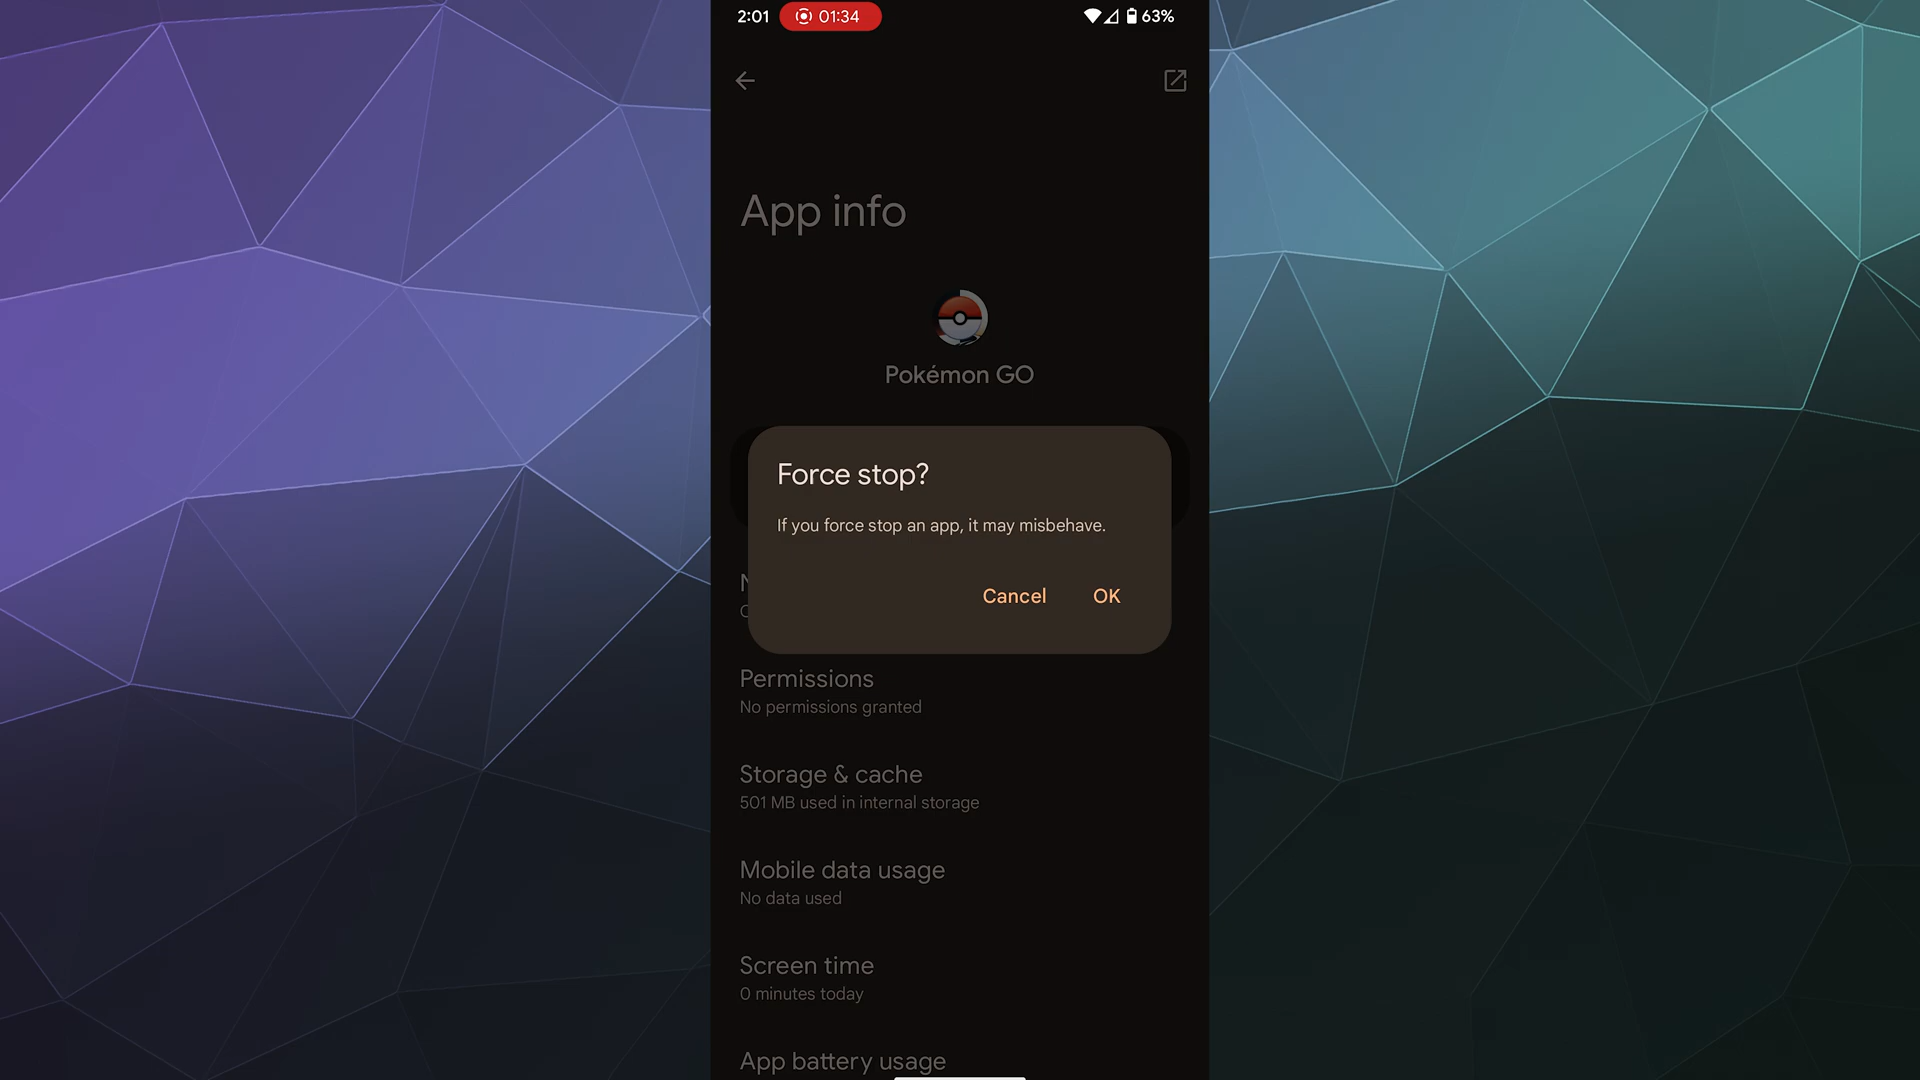 2:01 01:34 63%
App info
Pokémon GO
Force stop?
If you force stop an app, it may misbehave.
Cancel OK
Permissions
No permissions granted
Storage & cache
501 MB used in internal storage
Mobile data usage
No data used
Screen time
0 minutes today
App battery usage